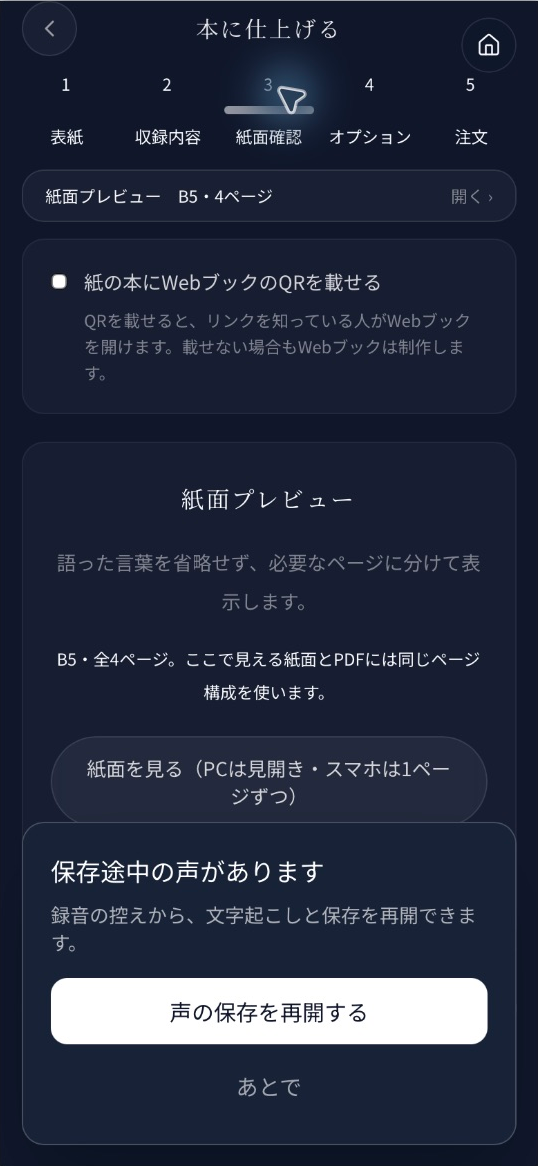 本に仕上げる
1 2 3 4 5
表紙 収録内容 紙面確認 オプション 注文
紙面プレビュー B5・4ページ 開く ›
紙の本にWebブックのQRを載せる
QRを載せると、リンクを知っている人がWebブック
を開けます。載せない場合もWebブックは制作しま
す。
紙面プレビュー
語った言葉を省略せず、必要なページに分けて表
示します。
B5・全4ページ。ここで見える紙面とPDFには同じページ
構成を使います。
紙面を見る（PCは見開き・スマホは1ペー
ジずつ）
保存途中の声があります
録音の控えから、文字起こしと保存を再開できま
す。
声の保存を再開する
あとで